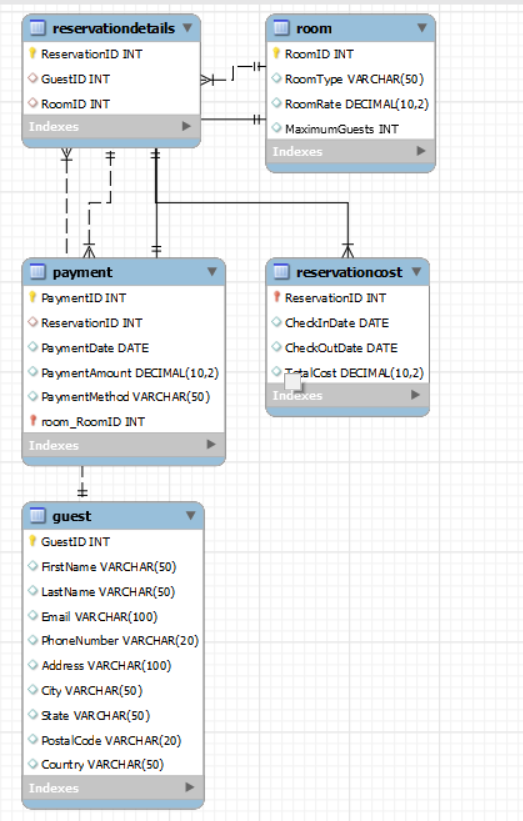 reservationdetails
ReservationID INT
GuestID INT
RoomID INT
Indexes
room
RoomID INT
RoomType VARCHAR(50)
RoomRate DECIMAL(10,2)
MaximumGuests INT
Indexes
payment
PaymentID INT
ReservationID INT
PaymentDate DATE
PaymentAmount DECIMAL(10,2)
PaymentMethod VARCHAR(50)
room_RoomID INT
Indexes
reservationcost
ReservationID INT
CheckInDate DATE
CheckOutDate DATE
TotalCost DECIMAL(10,2)
Indexes
guest
GuestID INT
FirstName VARCHAR(50)
LastName VARCHAR(50)
Email VARCHAR(100)
PhoneNumber VARCHAR(20)
Address VARCHAR(100)
City VARCHAR(50)
State VARCHAR(50)
PostalCode VARCHAR(20)
Country VARCHAR(50)
Indexes